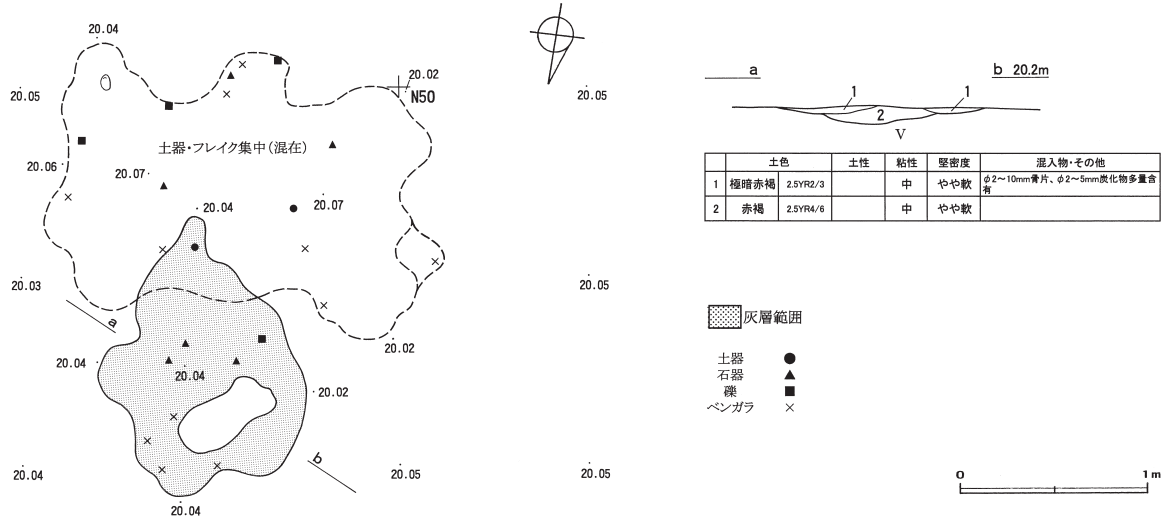 20.04
20.05
20.02
N50
20.05
土器・フレイク集中(混在)
20.06
20.07
20.04
20.07
20.03
20.05
a
20.04
20.04
20.02
20.02
b
20.04
20.05
20.05
20.04
a
b 20.2m
1
1
2
V
土色 土性 粘性 堅密度 混入物・その他
1 極暗赤褐 2.5YR2/3 中 やや軟 φ2～10mm骨片、φ2～5mm炭化物多量含有
2 赤褐 2.5YR4/6 中 やや軟
灰層範囲
土器 ●
石器 ▲
礫 ■
ベンガラ ×
0 1m